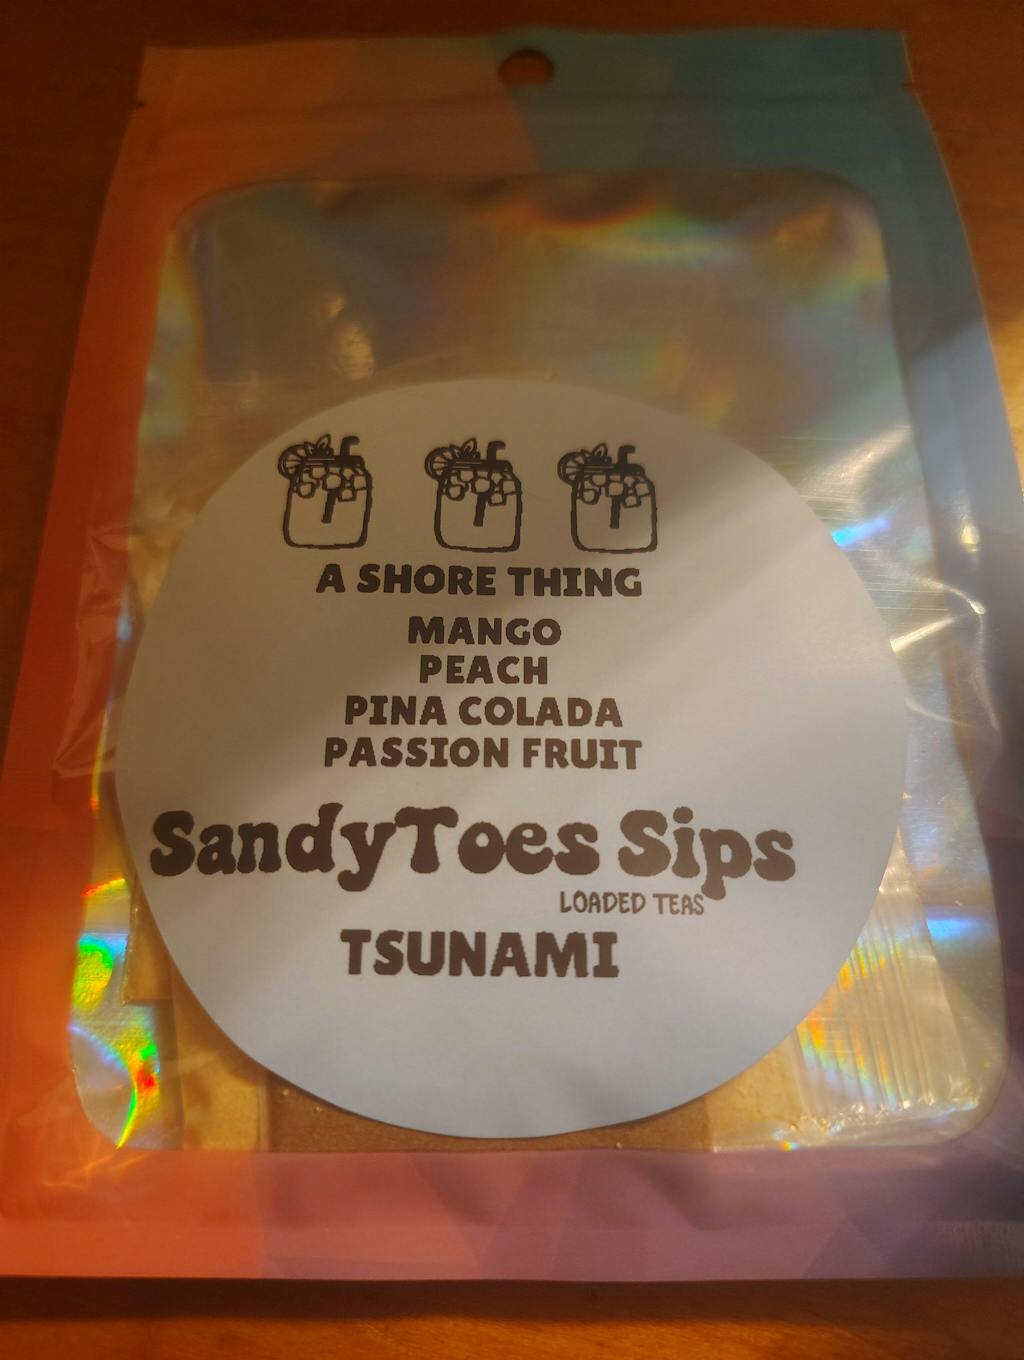 A SHORE THING
MANGO
PEACH
PINA COLADA
PASSION FRUIT
SandyToes Sips
LOADED TEAS
TSUNAMI